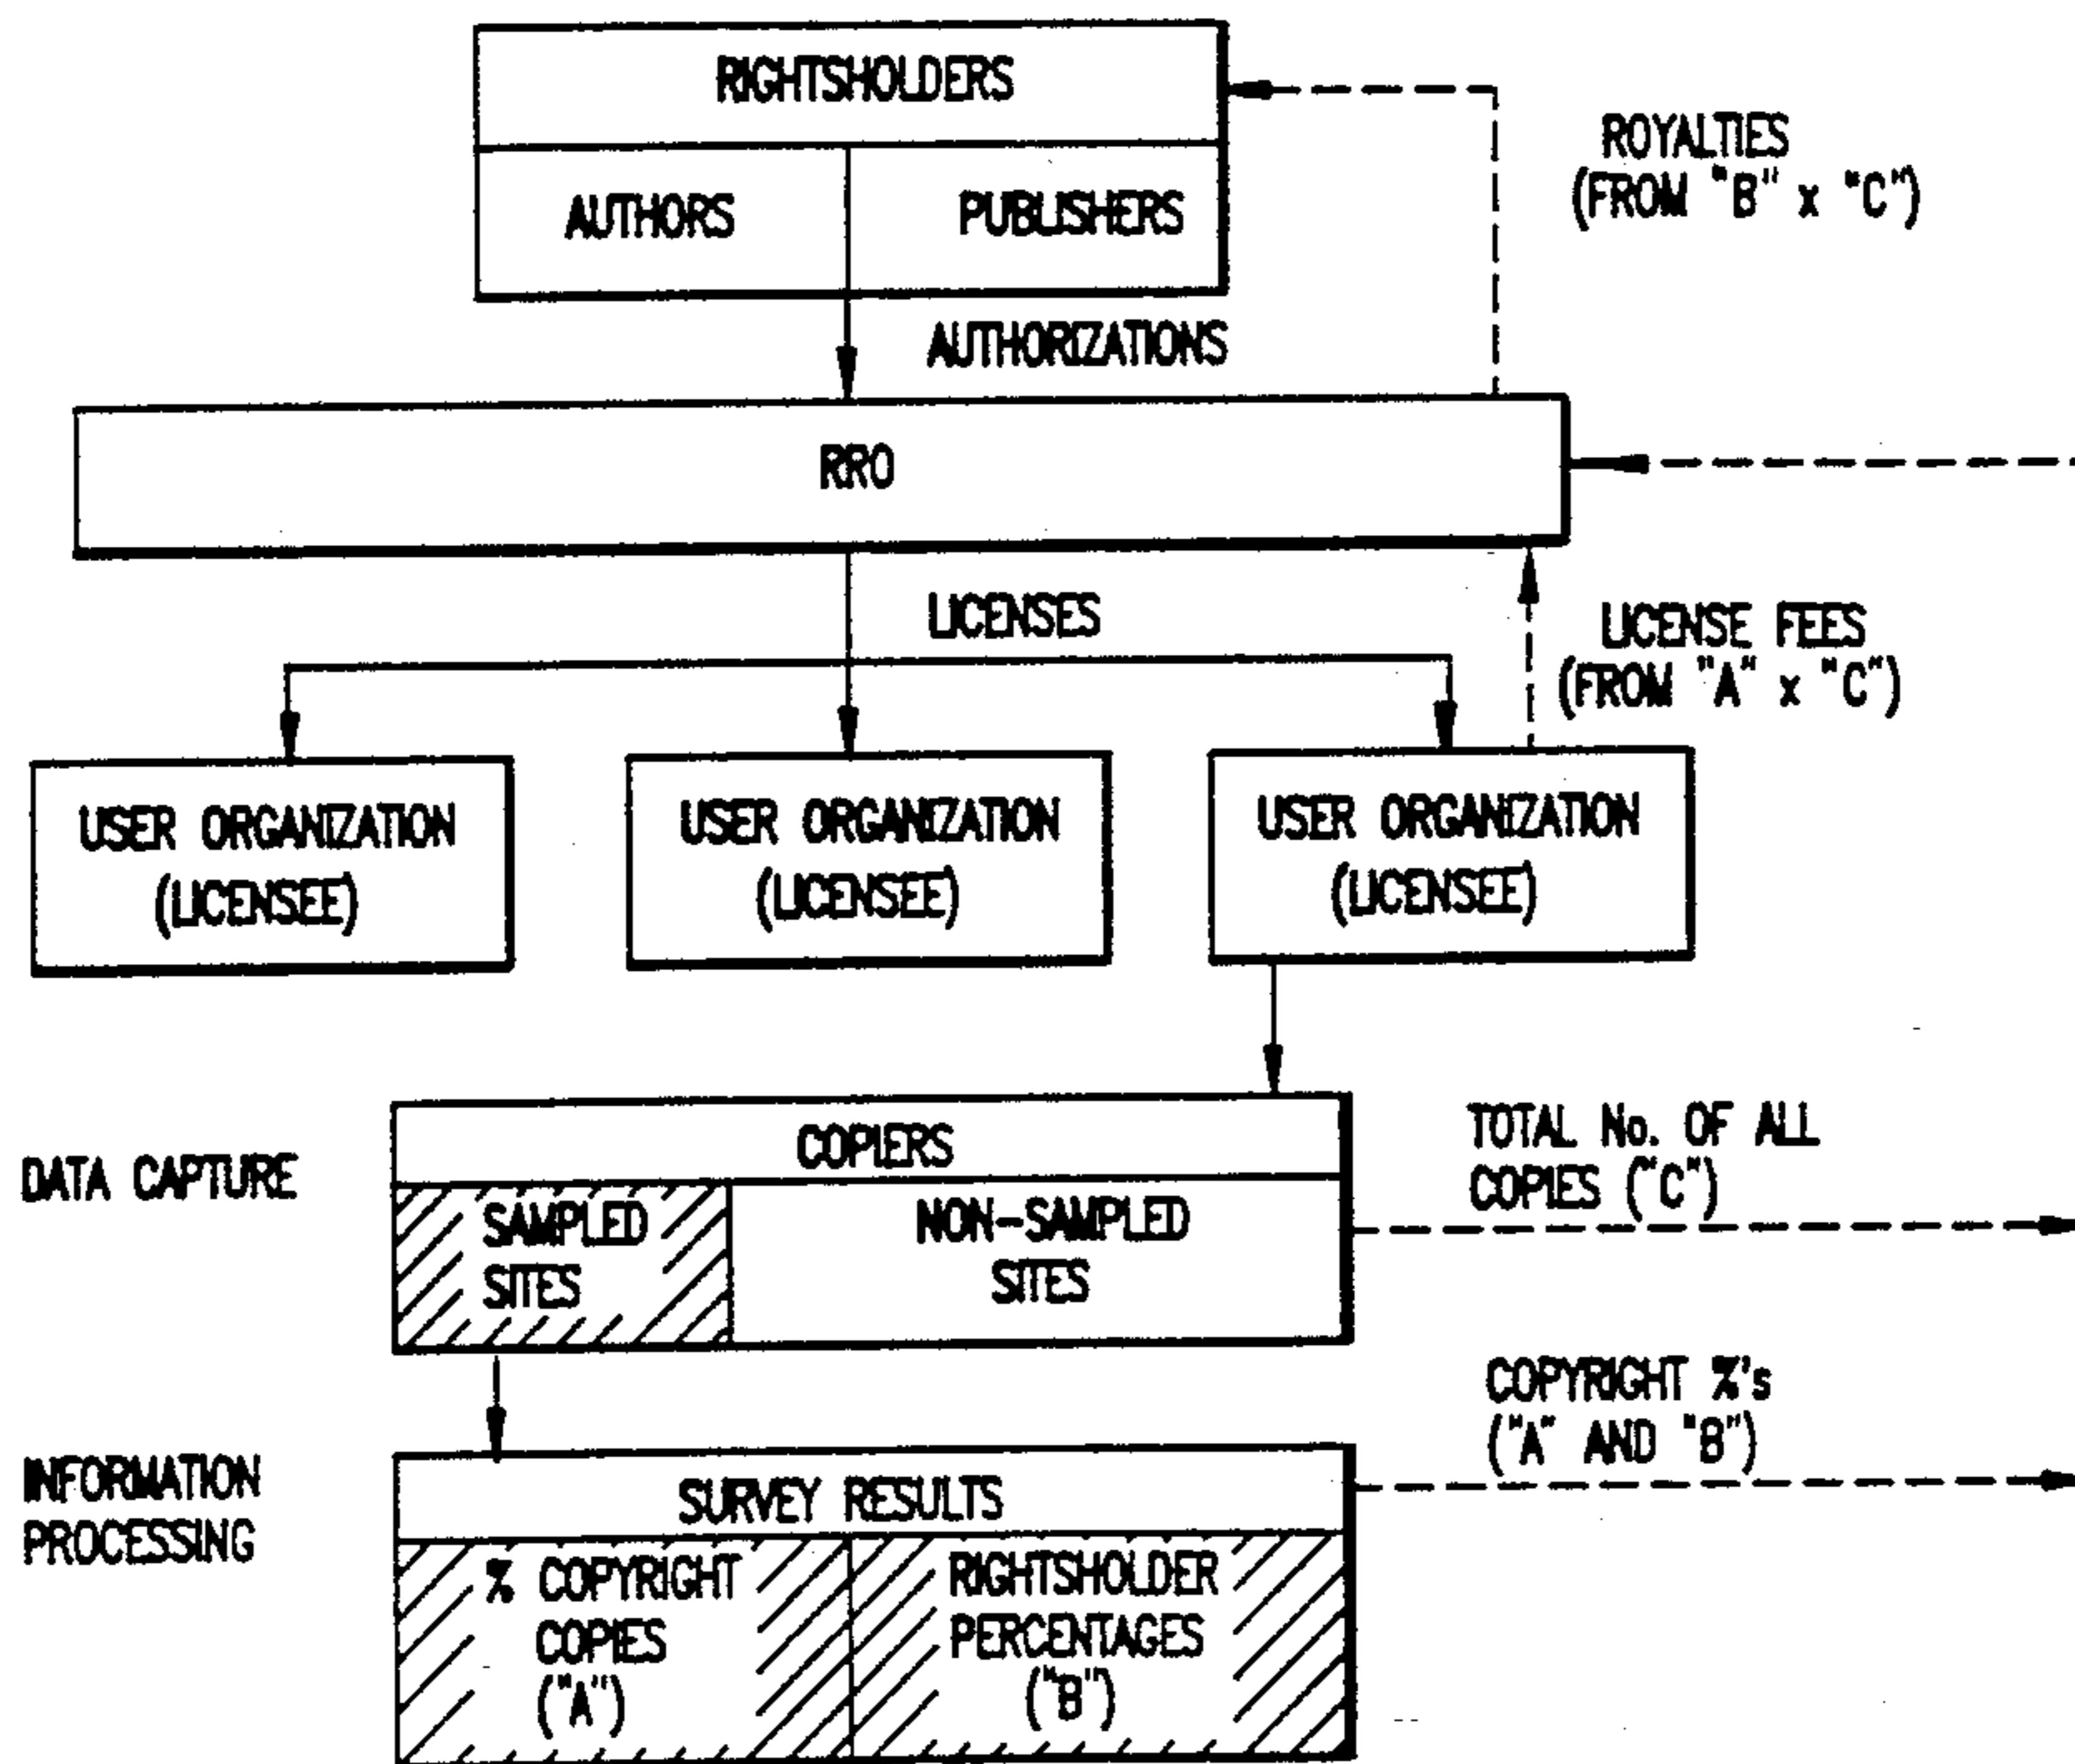 RIGHTSHOLDERS
AUTHORS
PUBLISHERS
ROYALTIES
(FROM "B" x "C")
AUTHORIZATIONS
RRO
LICENSES
LICENSE FEES
(FROM "A" x "C")
USER ORGANIZATION
(LICENSEE)
USER ORGANIZATION
(LICENSEE)
USER ORGANIZATION
(LICENSEE)
DATA CAPTURE
COPIERS
SAMPLED
SITES
NON-SAMPLED
SITES
TOTAL No. OF ALL
COPIES ("C")
COPYRIGHT %'s
("A" AND "B")
INFORMATION
PROCESSING
SURVEY RESULTS
% COPYRIGHT
COPIES
("A")
RIGHTSHOLDER
PERCENTAGES
("B")